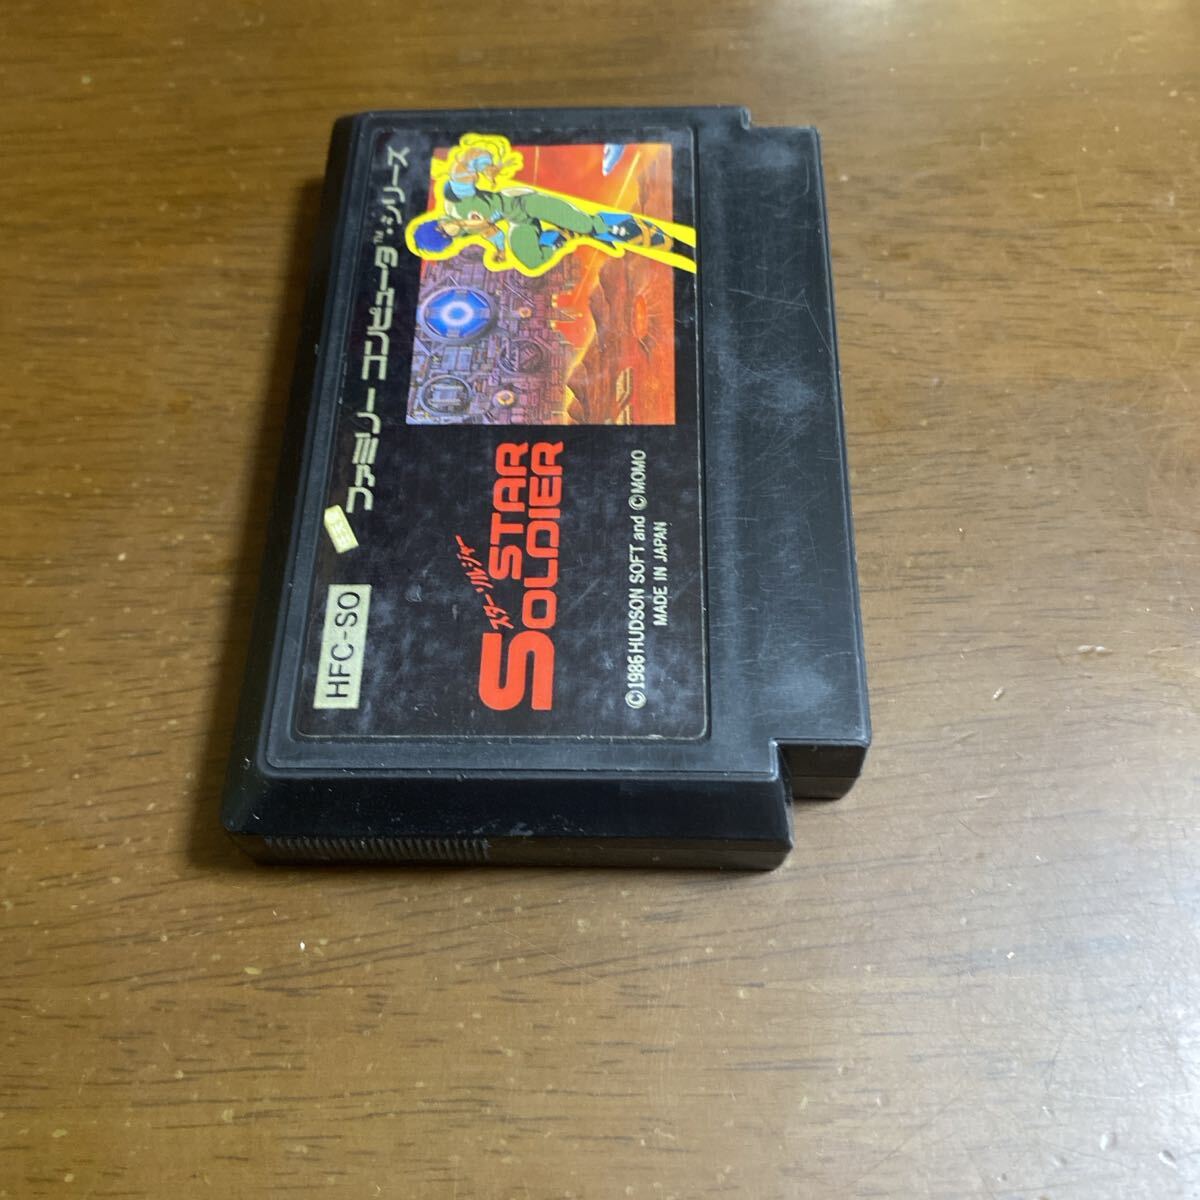 ファミリー コンピュータ™シリーズ
HFC-SO
スターソルジャー
STAR
SOLDIER
©1986 HUDSON SOFT and ©MOMO
MADE IN JAPAN